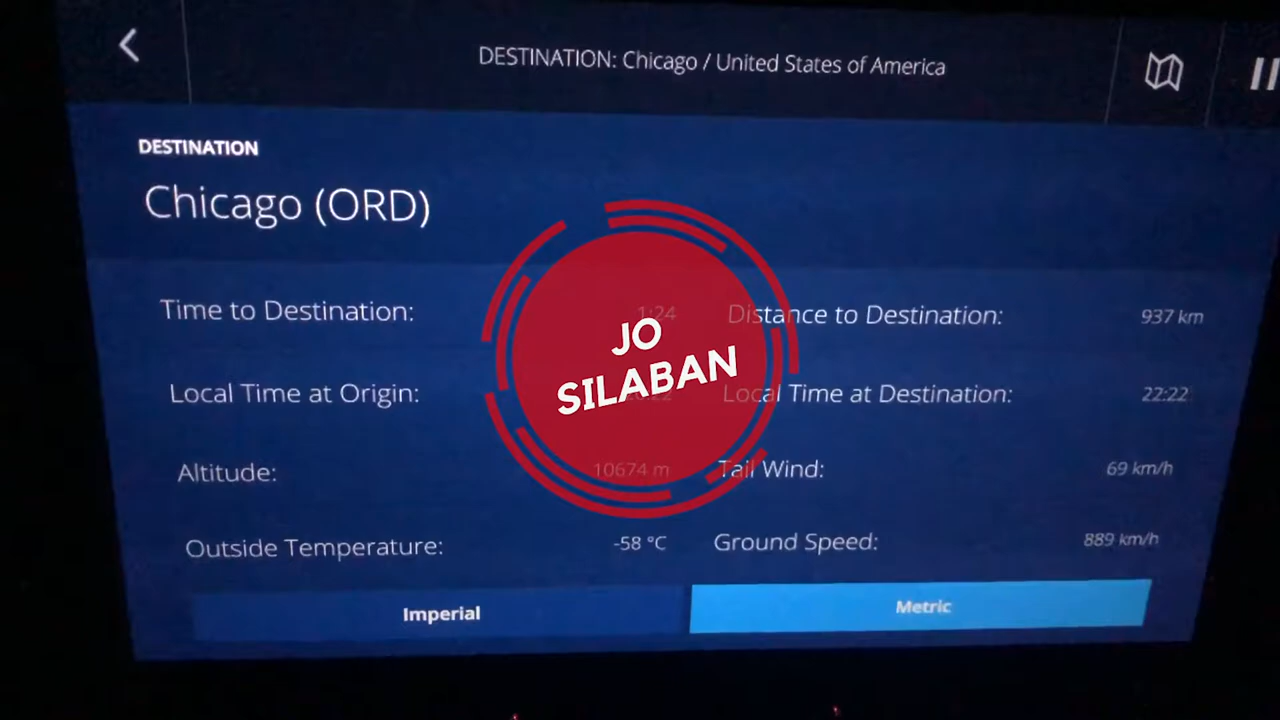 DESTINATION: Chicago / United States of America
DESTINATION
Chicago (ORD)
Time to Destination: 1:24
Distance to Destination: 937 km
Local Time at Origin:
Local Time at Destination: 22:22
Altitude: 10674 m
Tail Wind: 69 km/h
Outside Temperature: -58 °C
Ground Speed: 889 km/h
Imperial
Metric
JO
SILABAN